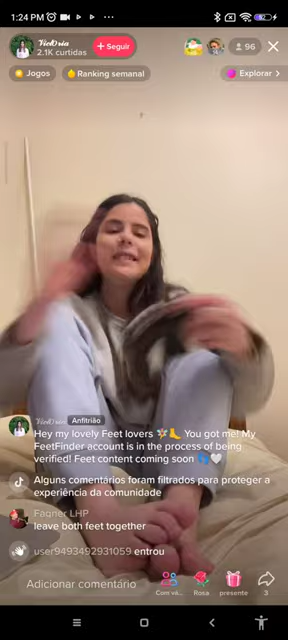 1:24 PM
Victoria
2.1K curtidas
+ Seguir
96
Jogos
Ranking semanal
Explorar >
Victoria Anfitrião
Hey my lovely Feet lovers 🦶 You got me! My
FeetFinder account is in the process of being
verified! Feet content coming soon 👣🤍
Alguns comentários foram filtrados para proteger a
experiência da comunidade
Fagner LHP
leave both feet together
user9493492931059 entrou
Adicionar comentário
Com vá...
Rosa
presente
3